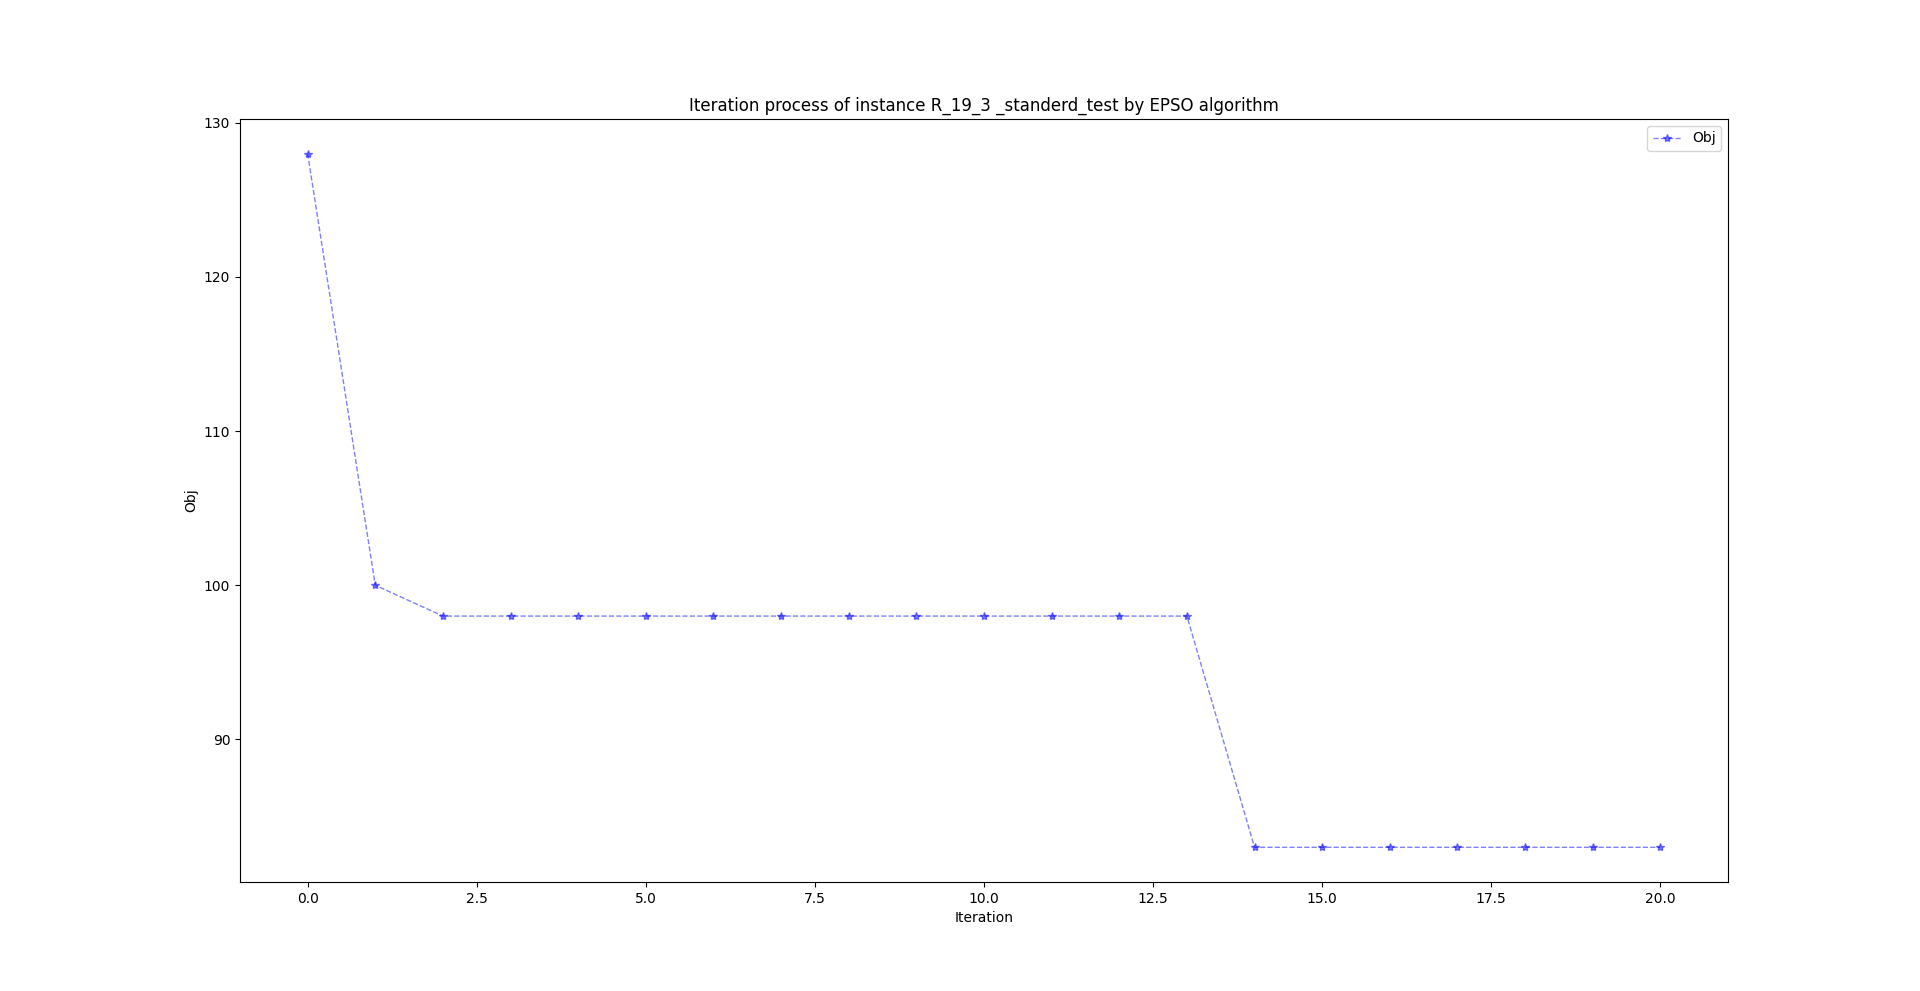 Iteration process of instance R_19_3 _standerd_test by EPSO algorithm
Obj
130
120
110
100
90
Obj
0.0 2.5 5.0 7.5 10.0 12.5 15.0 17.5 20.0
Iteration